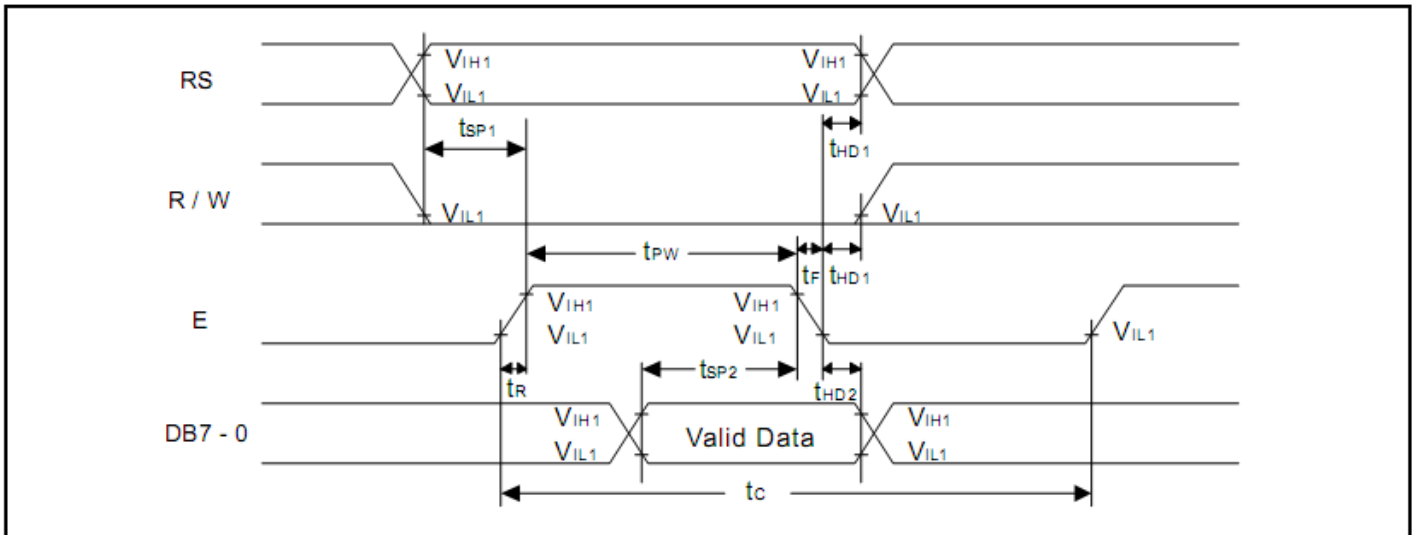 RS
VIH1 VIH1
VIL1 VIL1
tSP1
tHD1
R / W
VIL1 VIL1
tPW
tF tHD1
E
VIH1 VIH1
VIL1 VIL1 VIL1
tSP2
tR
tHD2
DB7 - 0
VIH1 VIH1
Valid Data
VIL1 VIL1
tC